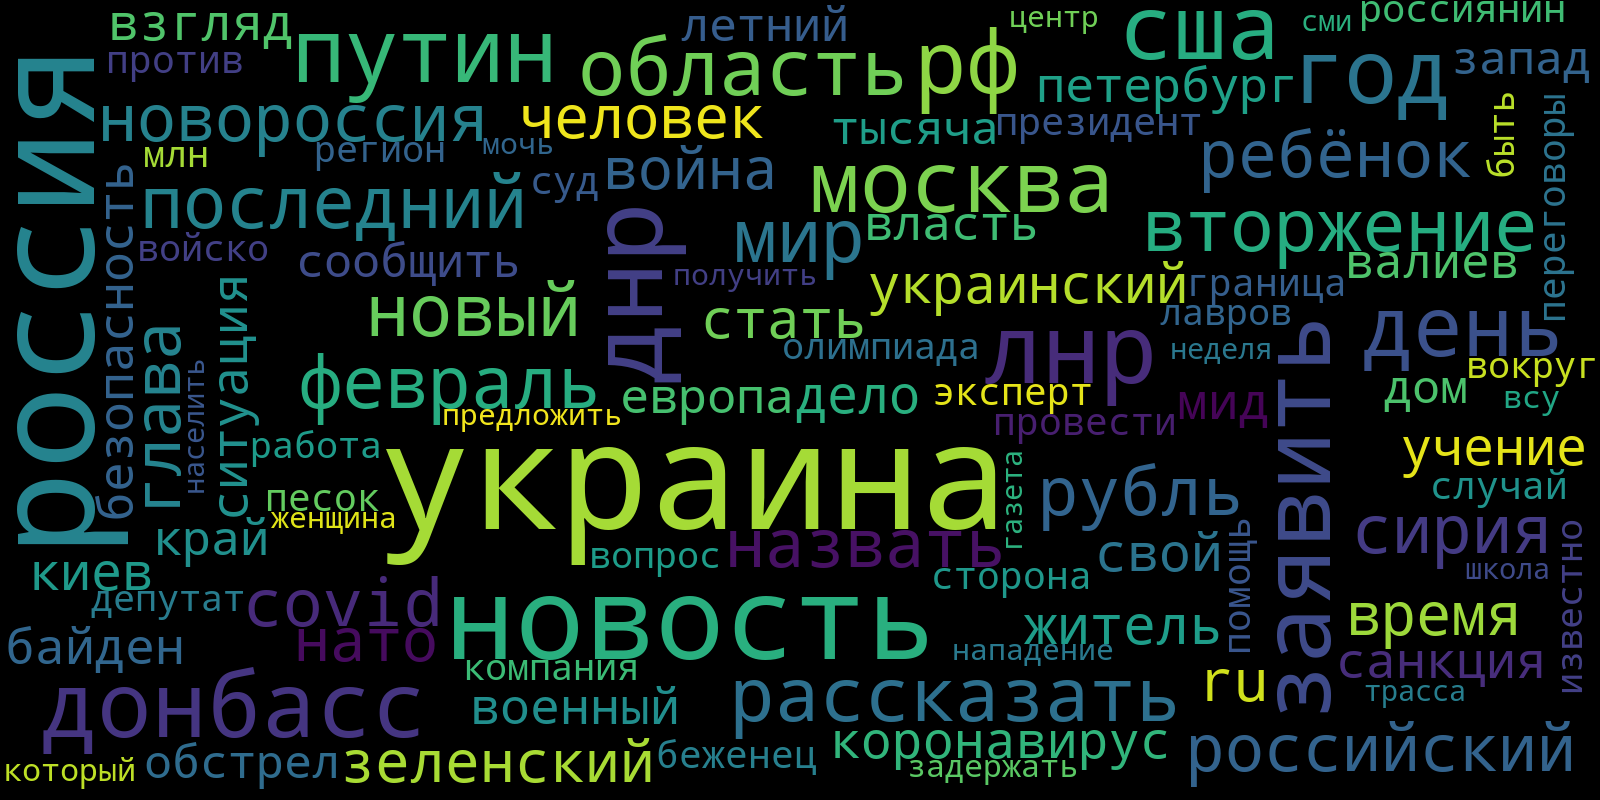 взгляд
летний
центр
сша
сми
россиянин
против
путин
область
рф
петербург
год
запад
россия
новороссия
человек
тысяча
президент
быть
переговоры
млн
регион
мочь
война
москва
ребёнок
безопасность
последний
суд
днр
мир
власть
вторжение
войско
сообщить
получить
украинский
граница
валиев
ситуация
новый
стать
лавров
глава
февраль
олимпиада
лнр
неделя
заявить
день
вокруг
населить
предложить
европа
дело
эксперт
мид
дом
всу
провести
работа
украина
газета
рубль
учение
песок
женщина
случай
край
вопрос
назвать
свой
помощь
сирия
известно
киев
сторона
школа
депутат
covid
новость
житель
время
байден
нато
нападение
компания
ru
санкция
донбасс
военный
рассказать
трасса
который
обстрел
зеленский
беженец
коронавирус
задержать
российский